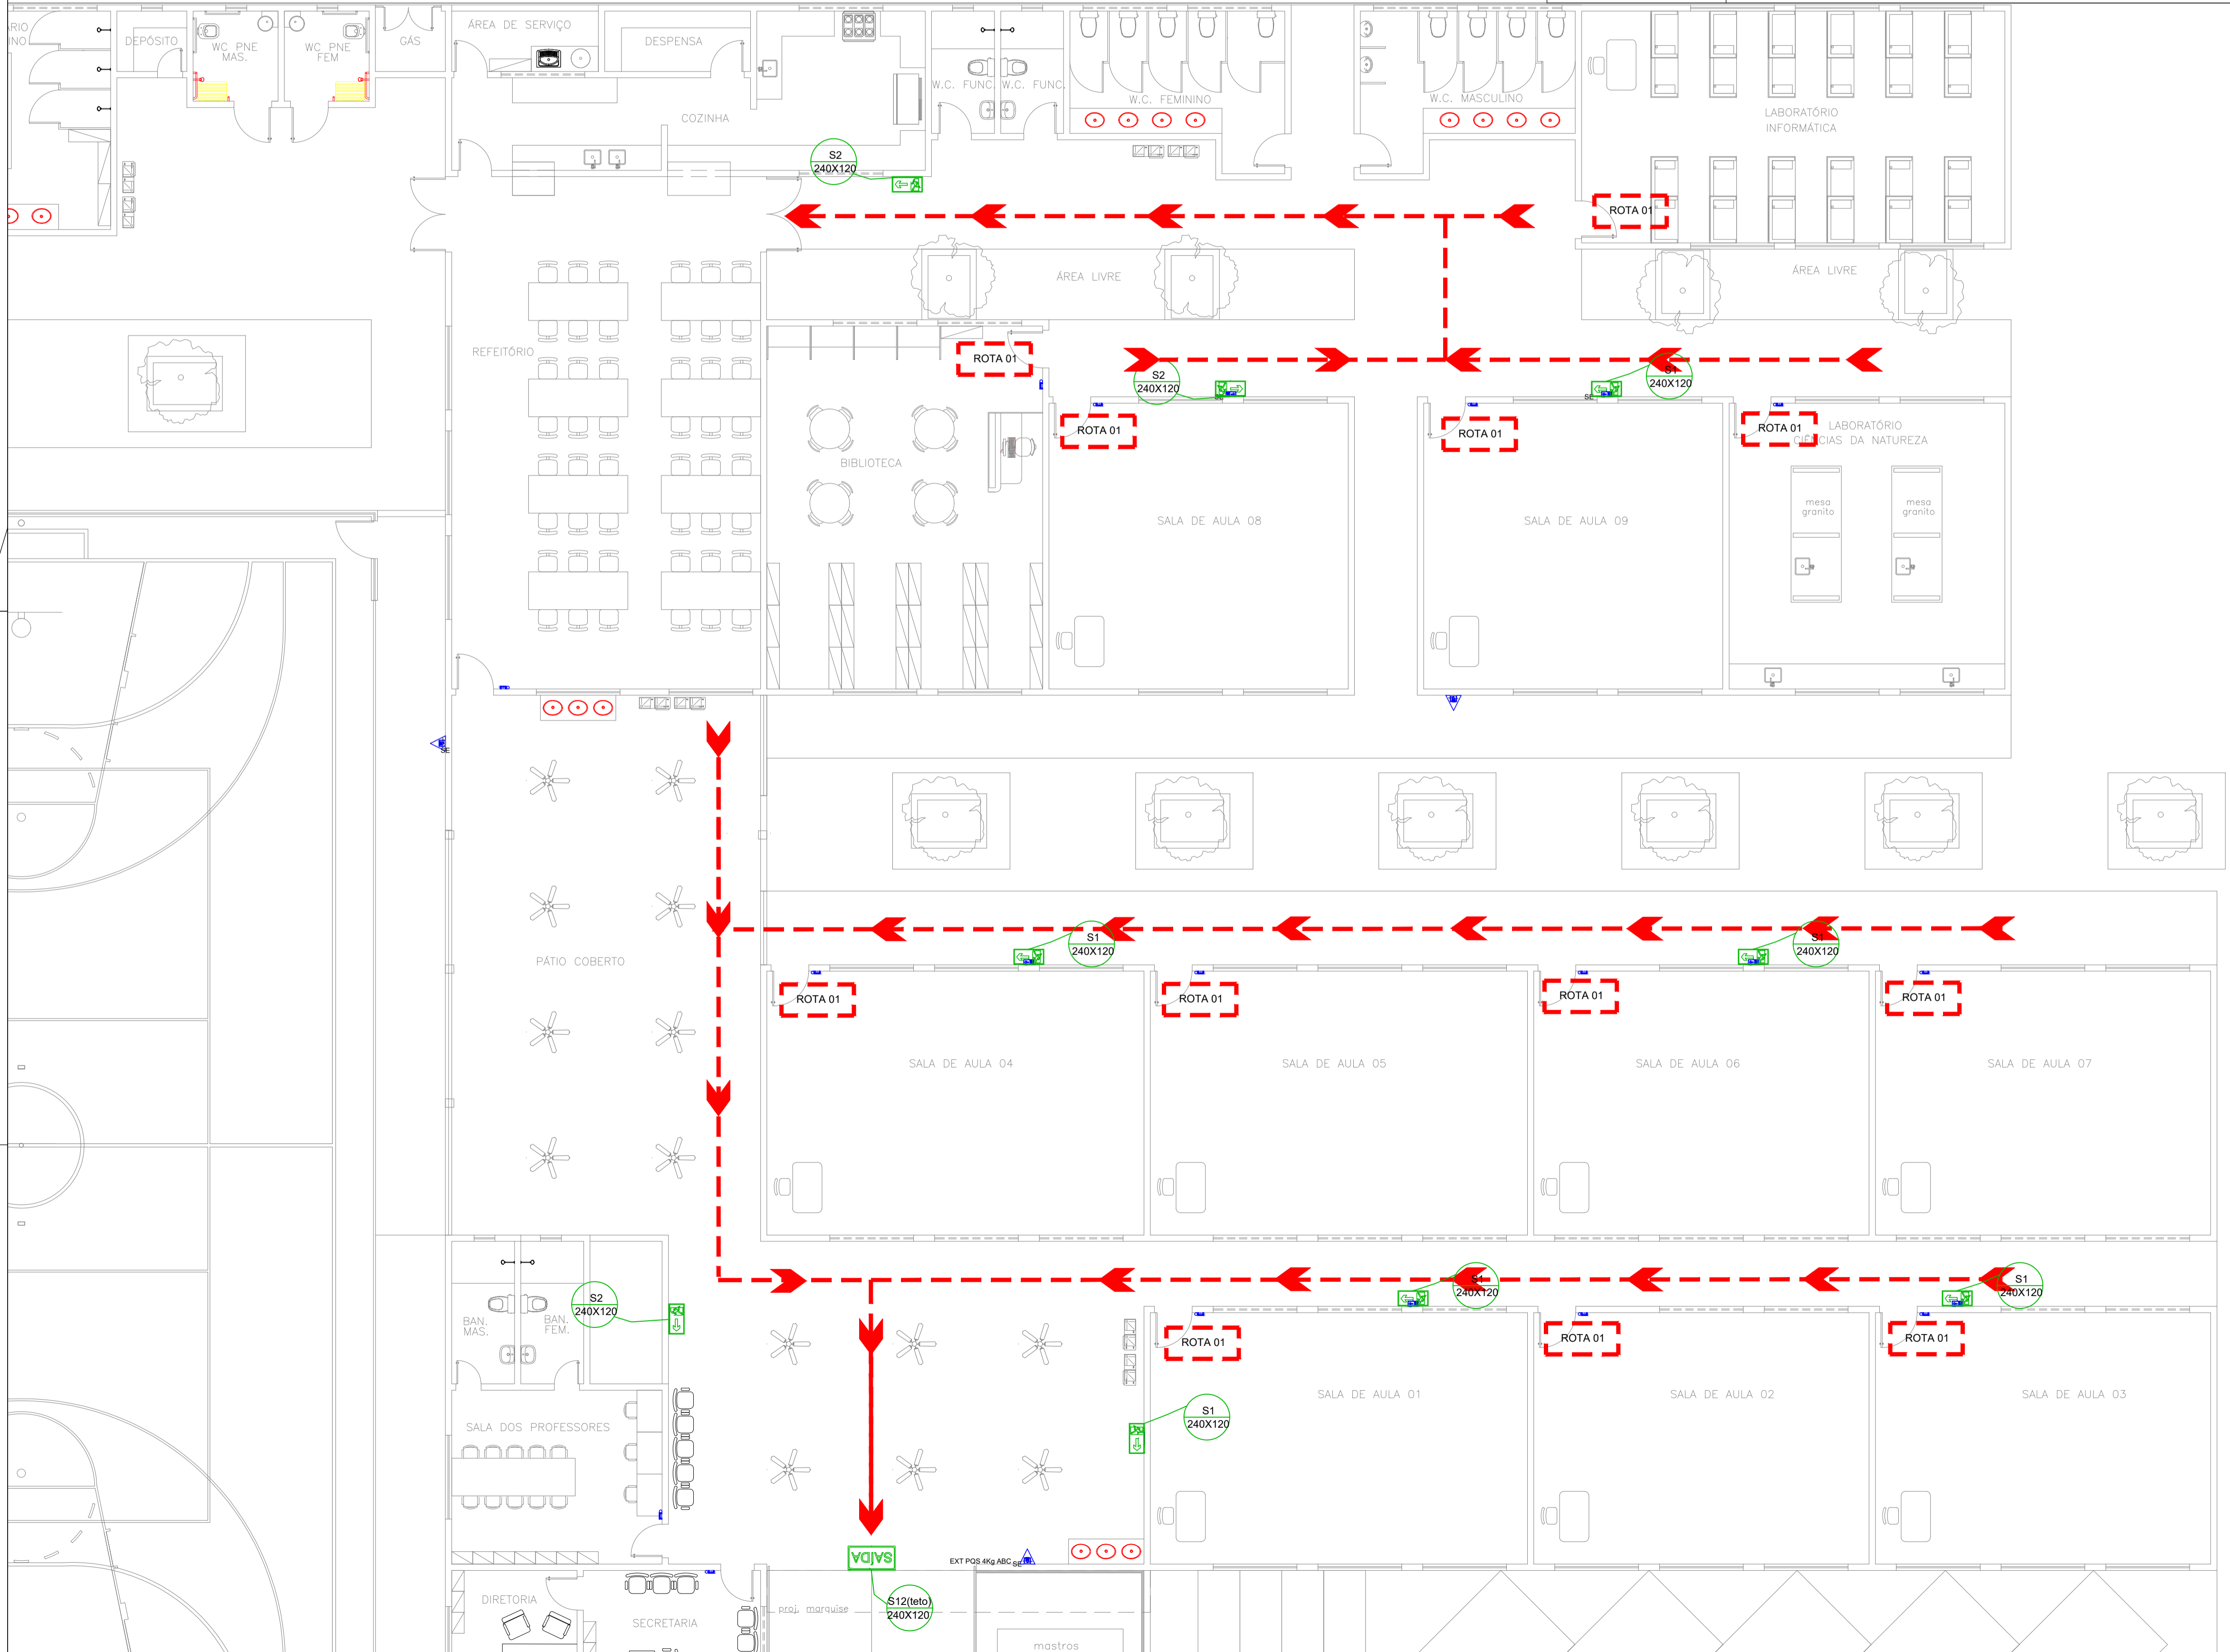 ÁREA DE SERVIÇO
GÁS
DEPÓSITO
WC PNE
MAS.
WC PNE
FEM
DESPENSA
COZINHA
W.C. FUNC.
W.C. FUNC.
W.C. FEMININO
W.C. MASCULINO
LABORATÓRIO
INFORMÁTICA
S2
240X120
ROTA 01
ÁREA LIVRE
ÁREA LIVRE
REFEITÓRIO
ROTA 01
S2
240X120
SE
S1
240X120
SE
ROTA 01
ROTA 01
ROTA 01
LABORATÓRIO
CIÊNCIAS DA NATUREZA
BIBLIOTECA
SALA DE AULA 08
SALA DE AULA 09
mesa
granito
mesa
granito
SE
S1
240X120
S1
240X120
PÁTIO COBERTO
ROTA 01
ROTA 01
ROTA 01
ROTA 01
SALA DE AULA 04
SALA DE AULA 05
SALA DE AULA 06
SALA DE AULA 07
S2
240X120
S1
240X120
S1
240X120
BAN.
MAS.
BAN.
FEM.
ROTA 01
ROTA 01
ROTA 01
SALA DE AULA 01
SALA DE AULA 02
SALA DE AULA 03
S1
240X120
SALA DOS PROFESSORES
SAÍDA
EXT PQS 4Kg ABC
SE
DIRETORIA
SECRETARIA
proj. marquise
S12(teto)
240X120
mastros